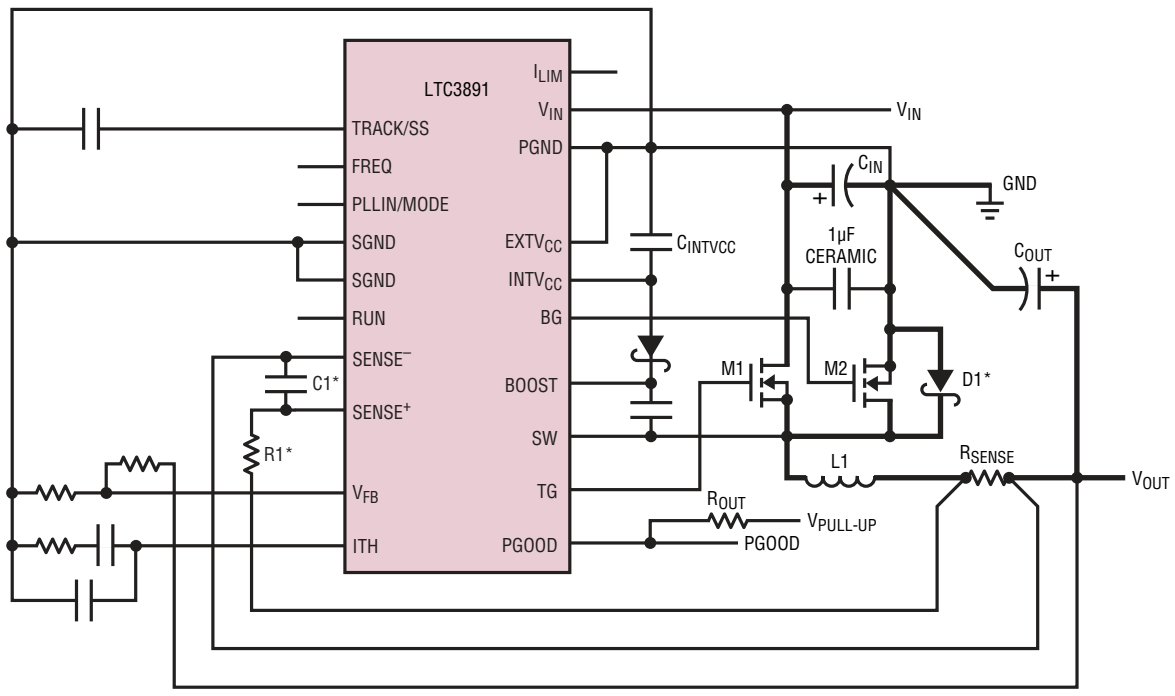 LTC3891
TRACK/SS
FREQ
PLLIN/MODE
SGND
SGND
RUN
SENSE–
SENSE+
VFB
ITH
ILIM
VIN
PGND
EXTVCC
INTVCC
BG
BOOST
SW
TG
PGOOD
C1*
R1*
CINTVCC
VIN
CIN
+
GND
1µF
CERAMIC
COUT
+
M1
M2
D1*
L1
RSENSE
VOUT
ROUT
VPULL-UP
PGOOD